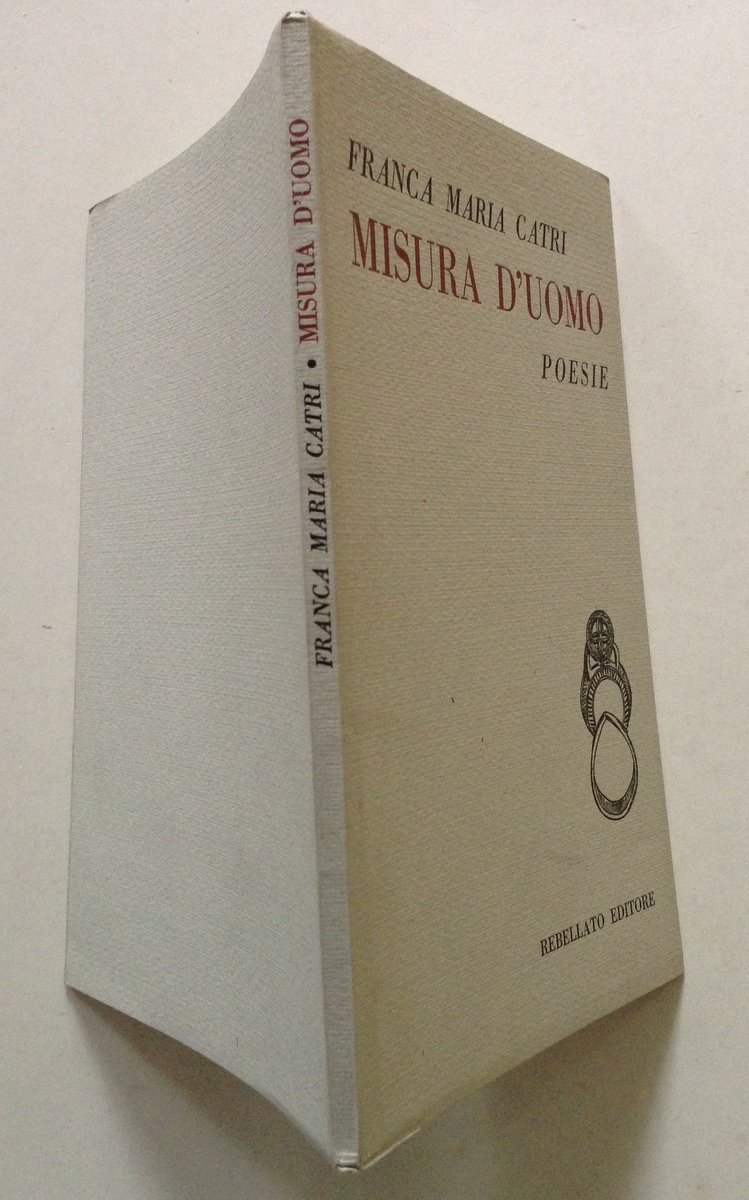 FRANCA MARIA CATRI • MISURA D'UOMO
FRANCA MARIA CATRI
MISURA D'UOMO
POESIE
REBELLATO EDITORE